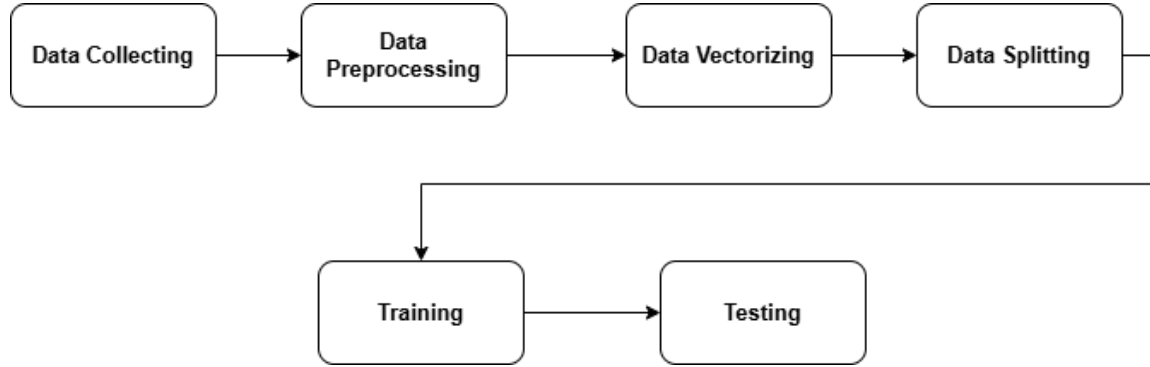 Data Collecting
Data
Preprocessing
Data Vectorizing
Data Splitting
Training
Testing